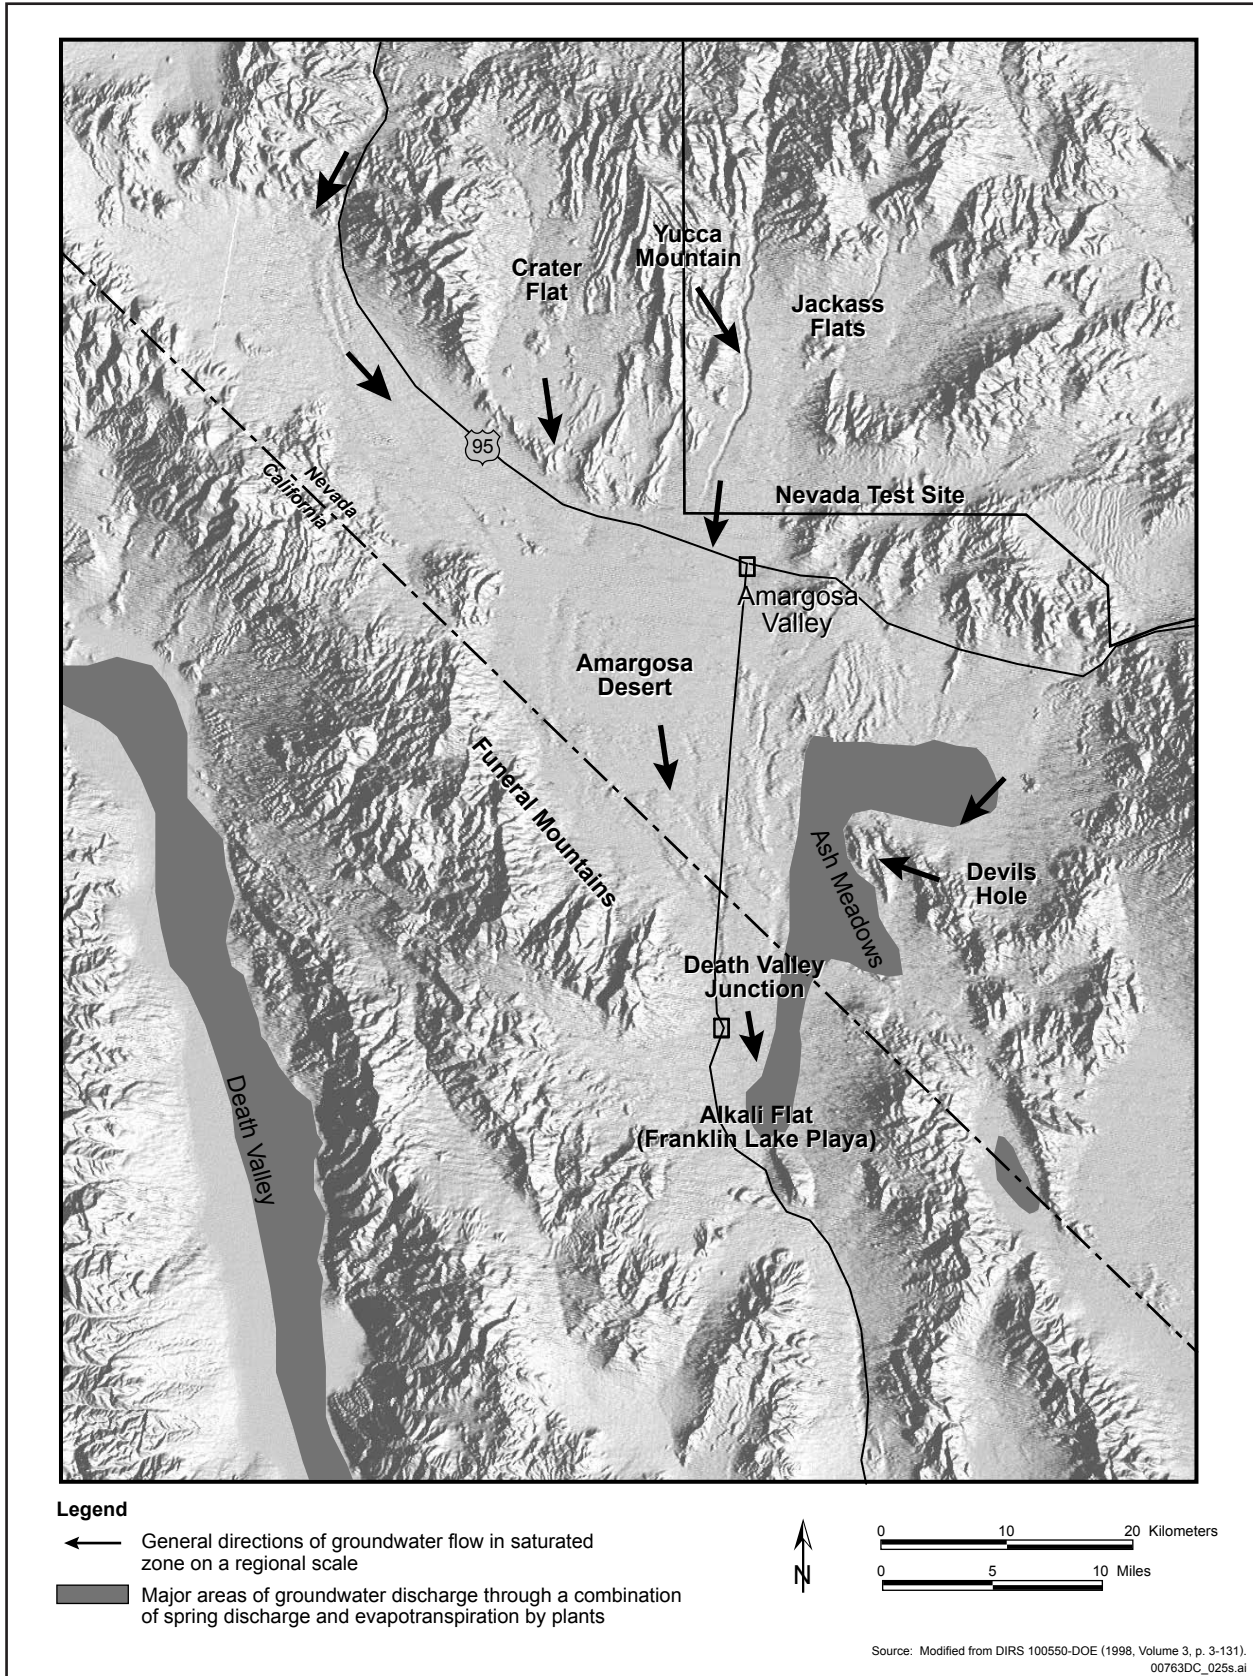 Yucca
Mountain
Crater
Flat
Jackass
Flats
95
Nevada
California
Nevada Test Site
Amargosa
Valley
Amargosa
Desert
Funeral Mountains
Ash Meadows
Devils
Hole
Death Valley
Junction
Death Valley
Alkali Flat
(Franklin Lake Playa)
Legend
General directions of groundwater flow in saturated
zone on a regional scale
Major areas of groundwater discharge through a combination
of spring discharge and evapotranspiration by plants
N
0 10 20 Kilometers
0 5 10 Miles
Source: Modified from DIRS 100550-DOE (1998, Volume 3, p. 3-131).
00763DC_025s.ai